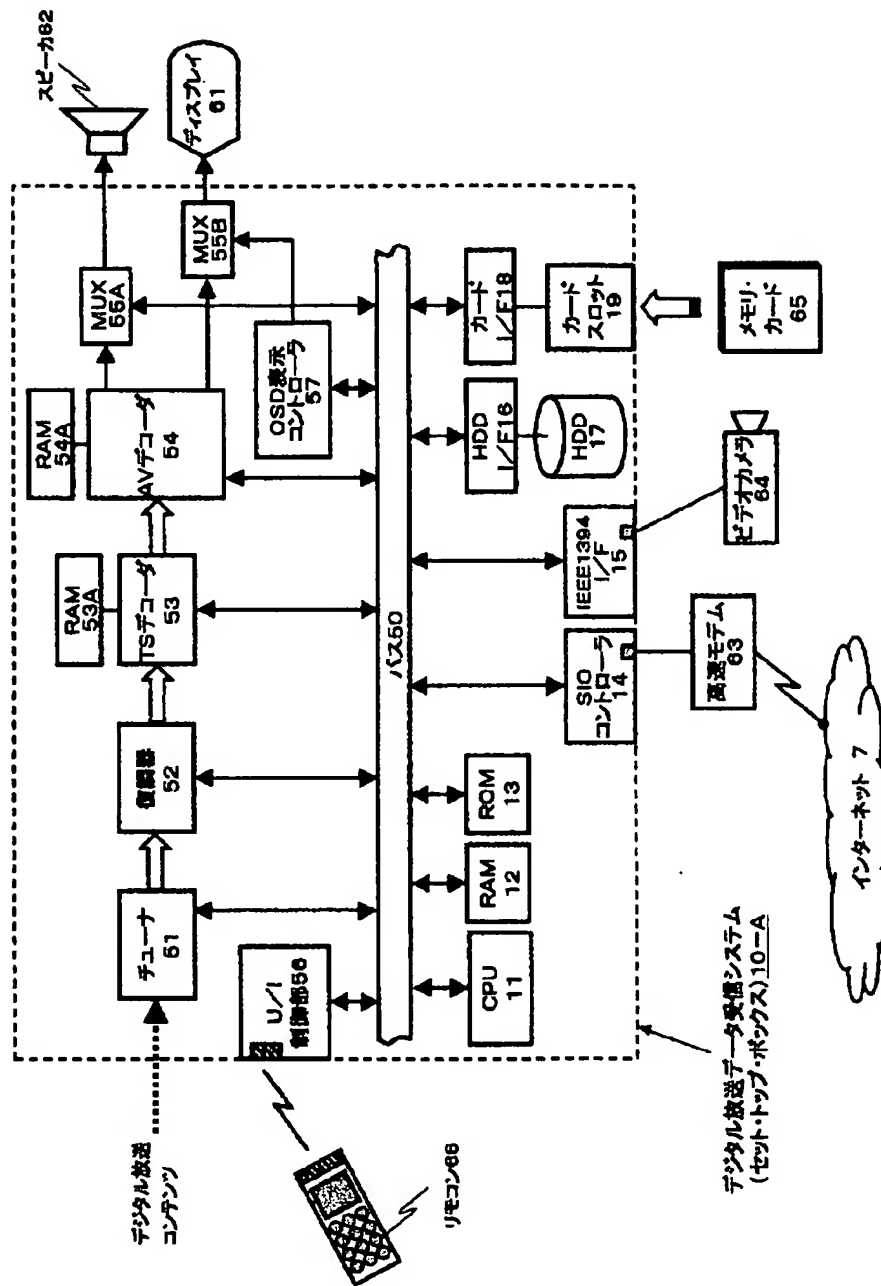 デジタル放送
コンテンツ
チューナ
51
復調器
52
TSデコーダ
53
RAM
53A
AVデコーダ
54
RAM
54A
MUX
55A
MUX
55B
スピーカ62
ディスプレイ
61
U/I
制御部56
OSD表示
コントローラ
57
バス50
リモコン66
CPU
11
RAM
12
ROM
13
SIO
コントローラ
14
IEEE1394
I/F
15
HDD
I/F16
HDD
17
カード
I/F18
カード
スロット
19
高速モデム
63
ビデオカメラ
64
メモリ・
カード
65
インターネット 7
デジタル放送データ受信システム
(セット・トップ・ボックス)10-A